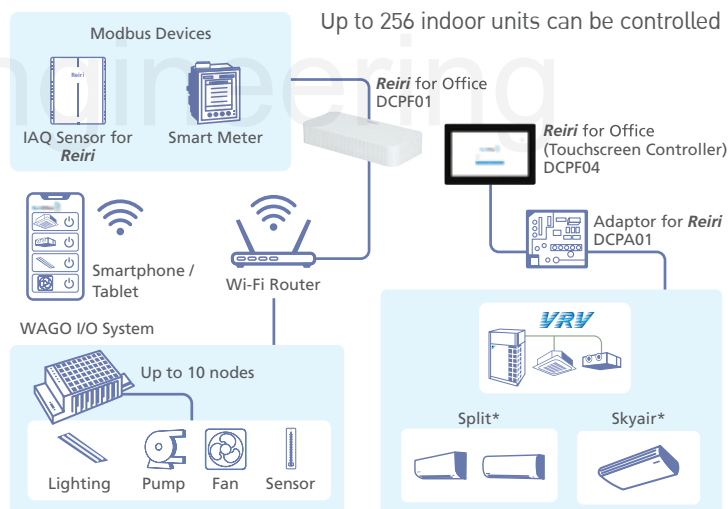 Up to 256 indoor units can be controlled
Modbus Devices
Reiri
IAQ Sensor for
Reiri
Smart Meter
Reiri for Office
DCPF01
Reiri for Office
(Touchscreen Controller)
DCPF04
Adaptor for Reiri
DCPA01
Smartphone /
Tablet
Wi-Fi Router
WAGO I/O System
Up to 10 nodes
Lighting
Pump
Fan
Sensor
VRV
Split*
Skyair*
ngineering